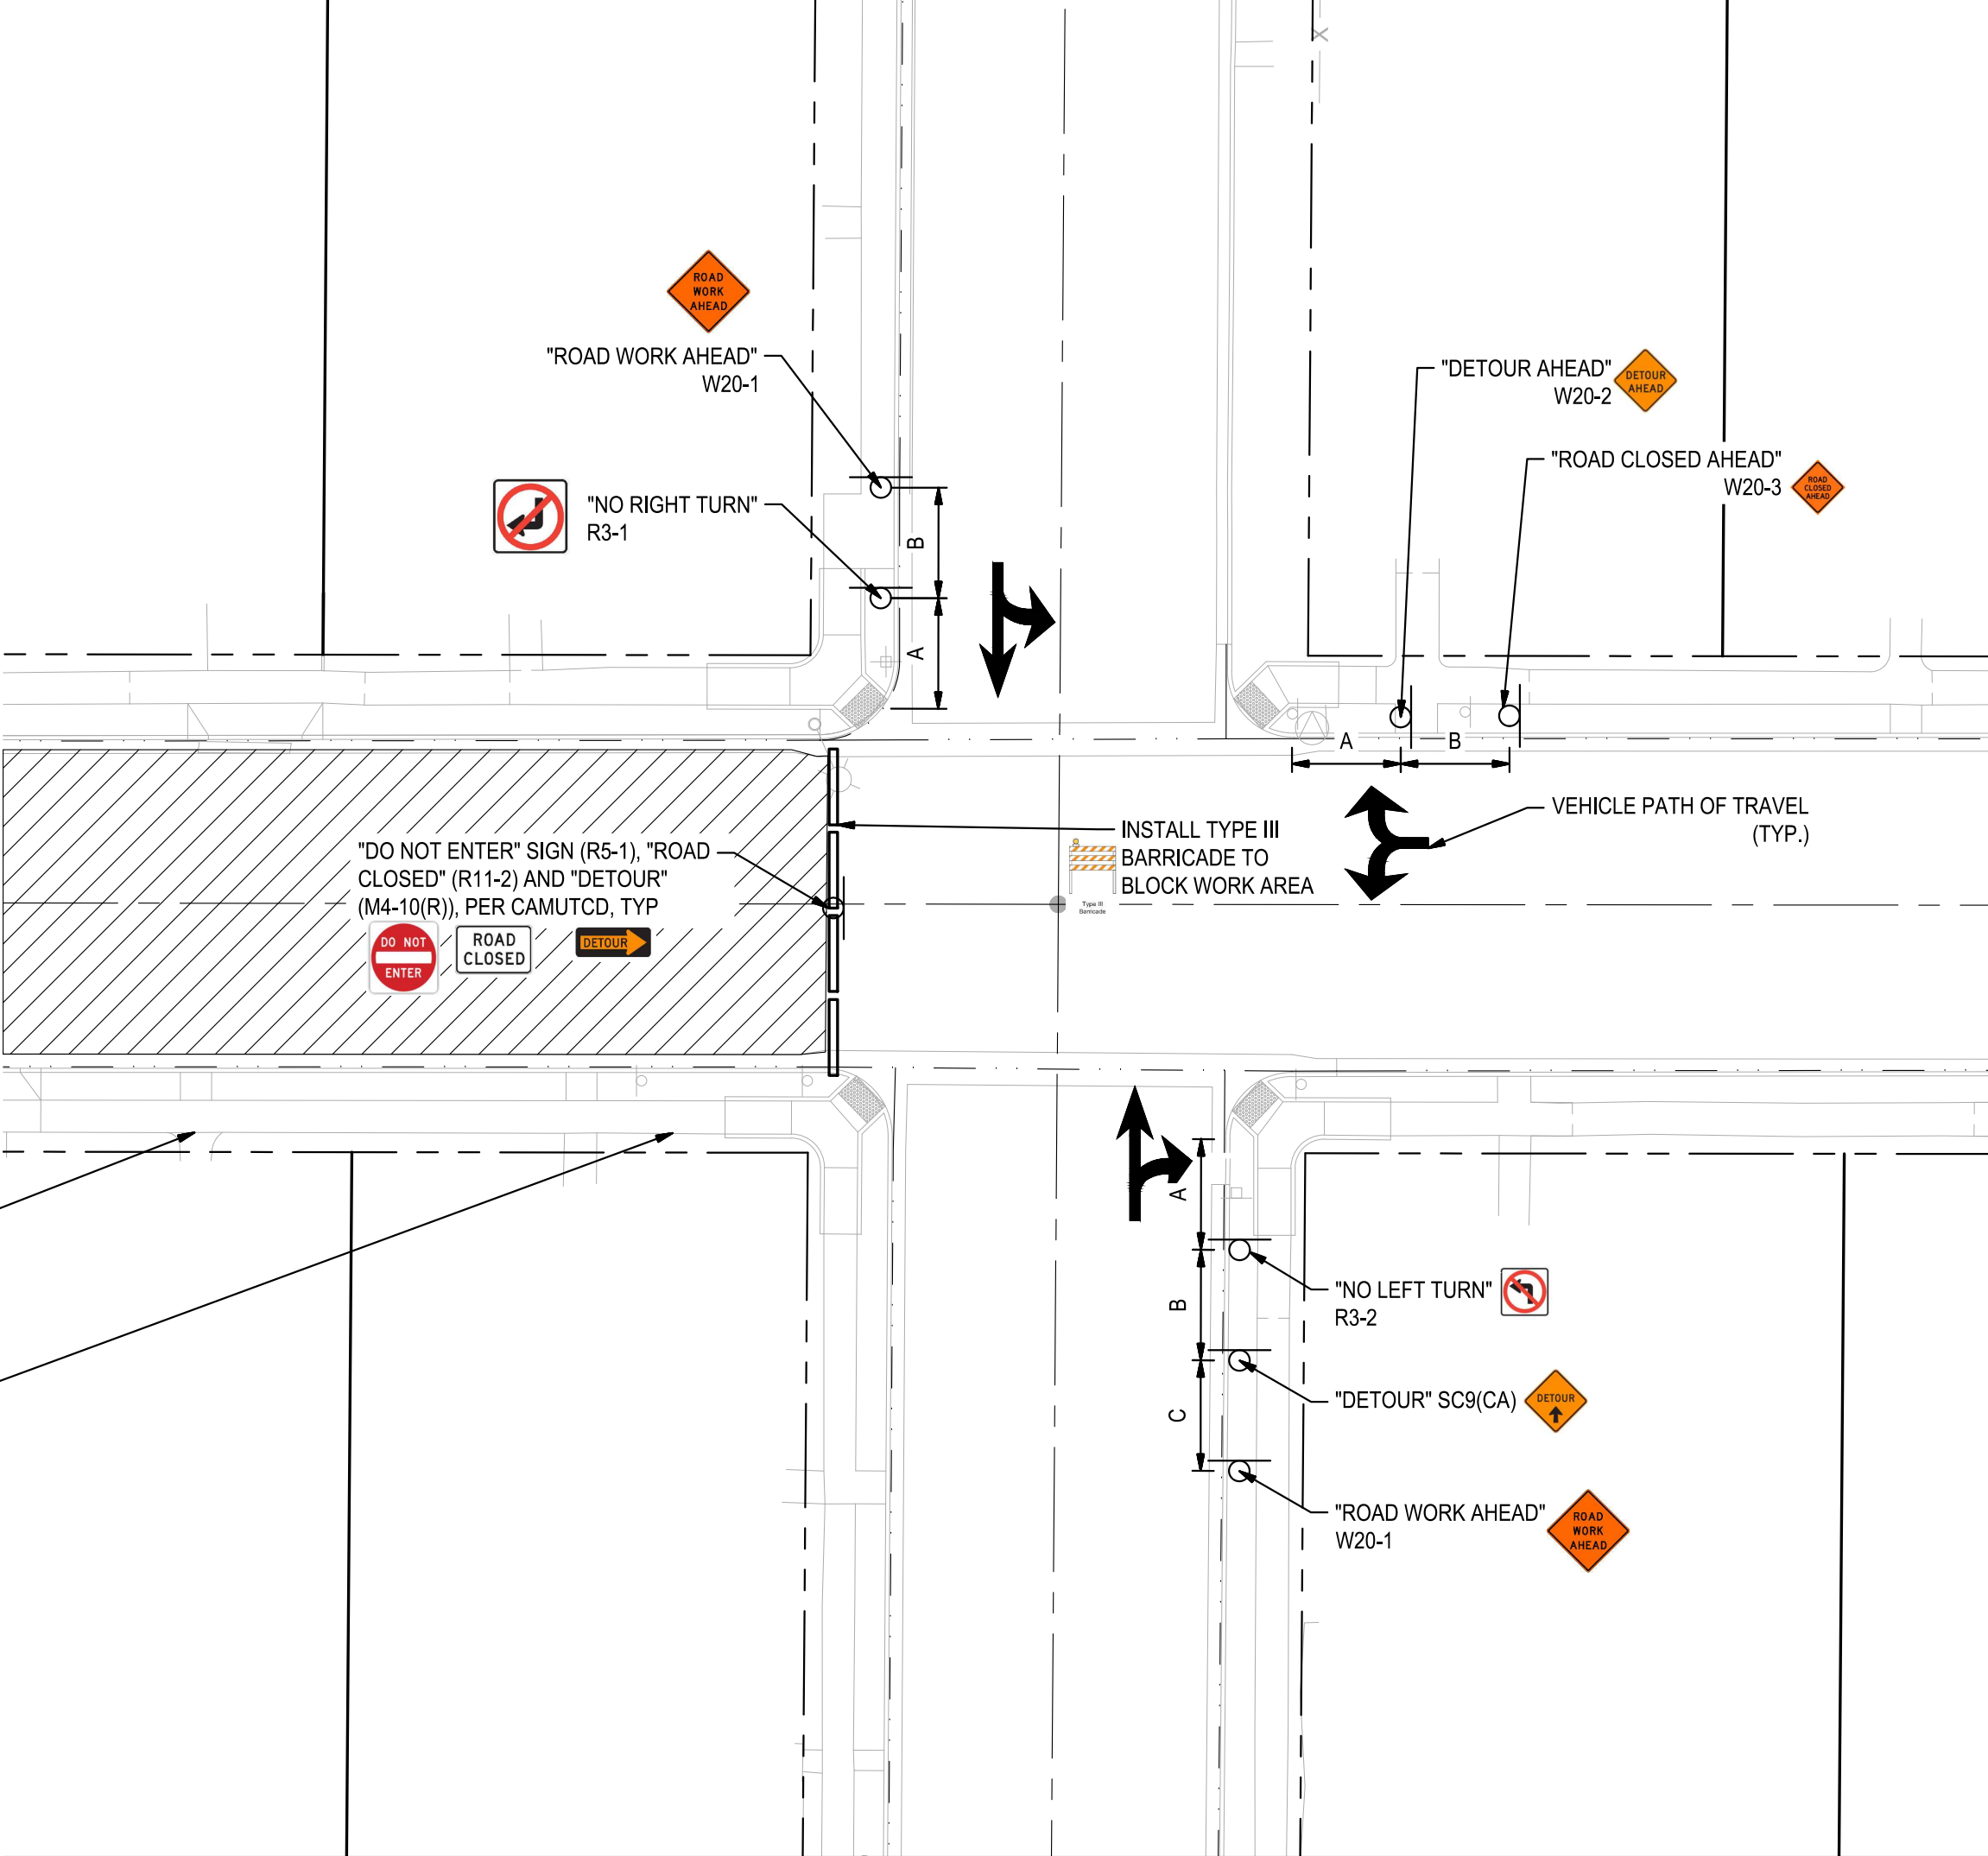 X
ROAD
WORK
AHEAD
"ROAD WORK AHEAD"
W20-1
"NO RIGHT TURN"
R3-1
B
A
"DETOUR AHEAD"
W20-2
DETOUR
AHEAD
"ROAD CLOSED AHEAD"
W20-3
ROAD
CLOSED
AHEAD
A
B
VEHICLE PATH OF TRAVEL
(TYP.)
INSTALL TYPE III
BARRICADE TO
BLOCK WORK AREA
Type III
Barricade
"DO NOT ENTER" SIGN (R5-1), "ROAD
CLOSED" (R11-2) AND "DETOUR"
(M4-10(R)), PER CAMUTCD, TYP
DO NOT
ENTER
ROAD
CLOSED
DETOUR
A
B
C
"NO LEFT TURN"
R3-2
"DETOUR" SC9(CA)
DETOUR
"ROAD WORK AHEAD"
W20-1
ROAD
WORK
AHEAD